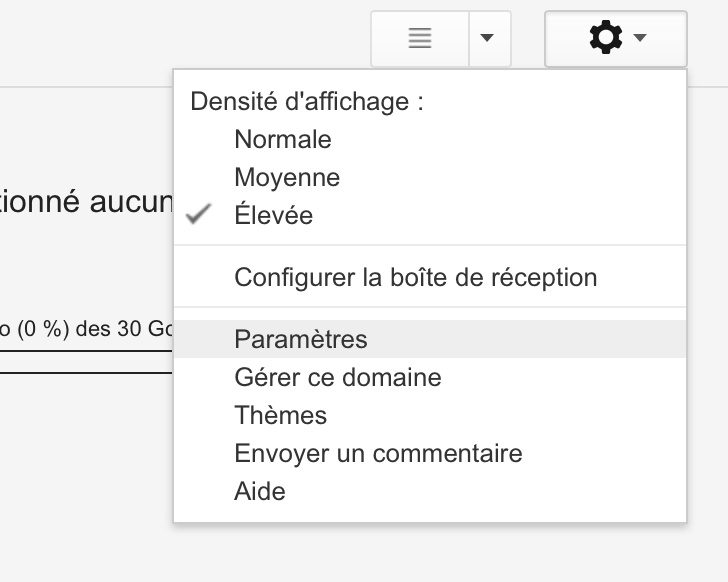 Densité d'affichage :
Normale
Moyenne
tionné aucun
Élevée
Configurer la boîte de réception
o (0 %) des 30 Go
Paramètres
Gérer ce domaine
Thèmes
Envoyer un commentaire
Aide